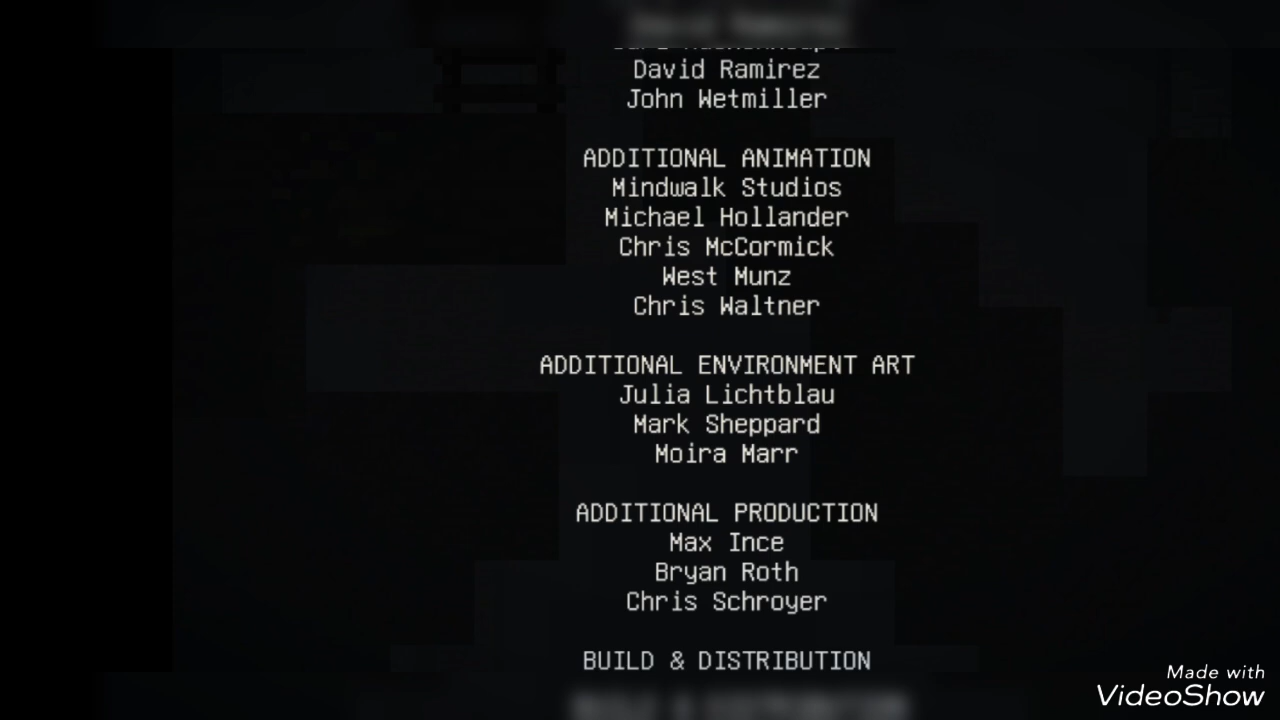 David Ramirez
John Wetmiller
ADDITIONAL ANIMATION
Mindwalk Studios
Michael Hollander
Chris McCormick
West Munz
Chris Waltner
ADDITIONAL ENVIRONMENT ART
Julia Lichtblau
Mark Sheppard
Moira Marr
ADDITIONAL PRODUCTION
Max Ince
Bryan Roth
Chris Schroyer
BUILD & DISTRIBUTION
Made with
VideoShow